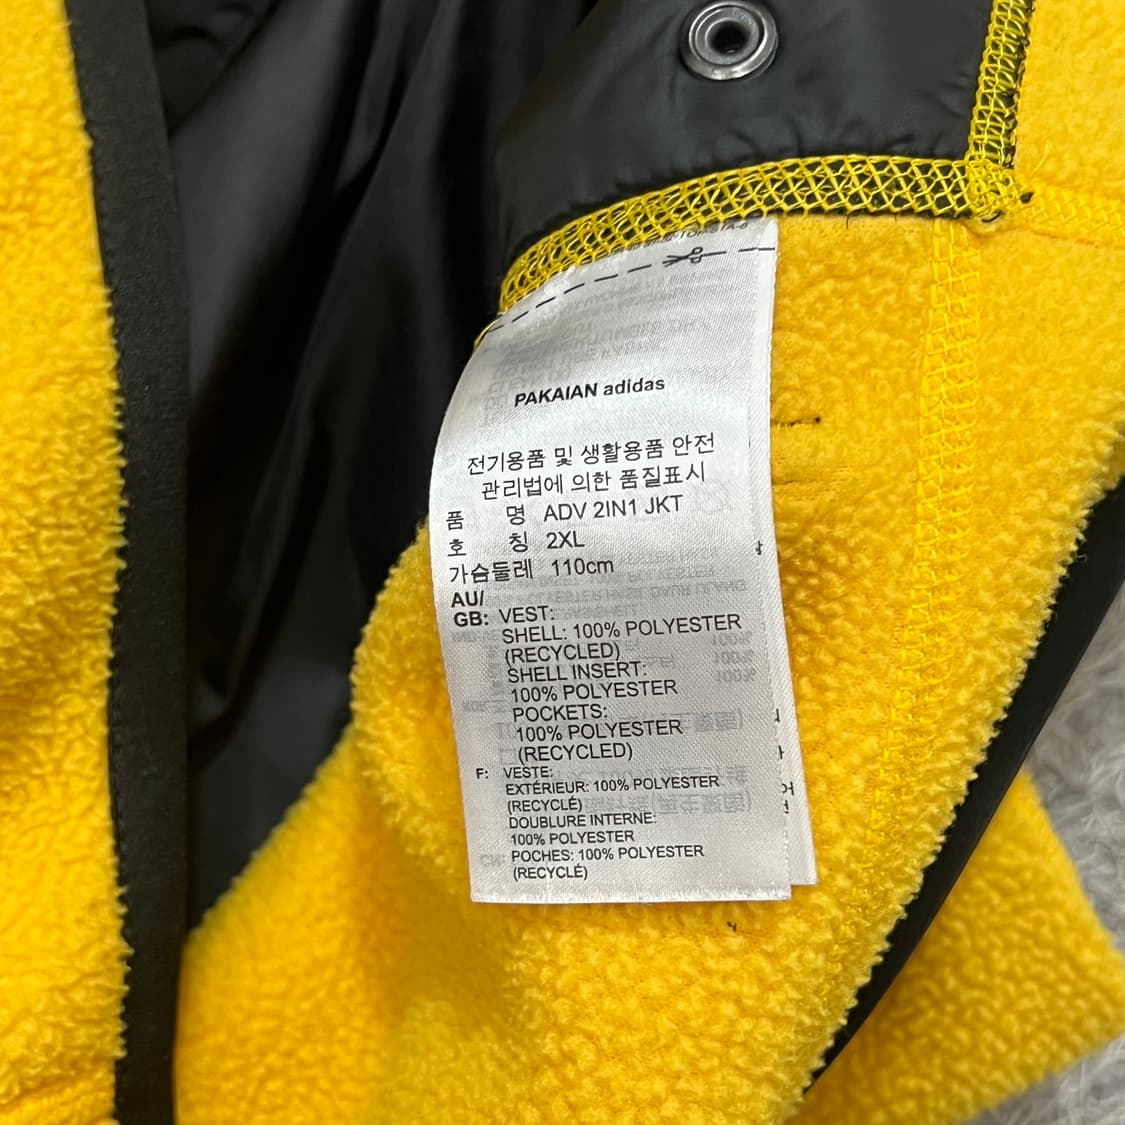 PAKAIAN adidas
전기용품 및 생활용품 안전
관리법에 의한 품질표시
품 명 ADV 2IN1 JKT
호 칭 2XL
가슴둘레 110cm
AU/
GB: VEST:
SHELL: 100% POLYESTER
(RECYCLED)
SHELL INSERT:
100% POLYESTER
POCKETS:
100% POLYESTER
(RECYCLED)
F: VESTE:
EXTÉRIEUR: 100% POLYESTER
(RECYCLÉ)
DOUBLURE INTERNE:
100% POLYESTER
POCHES: 100% POLYESTER
(RECYCLÉ)